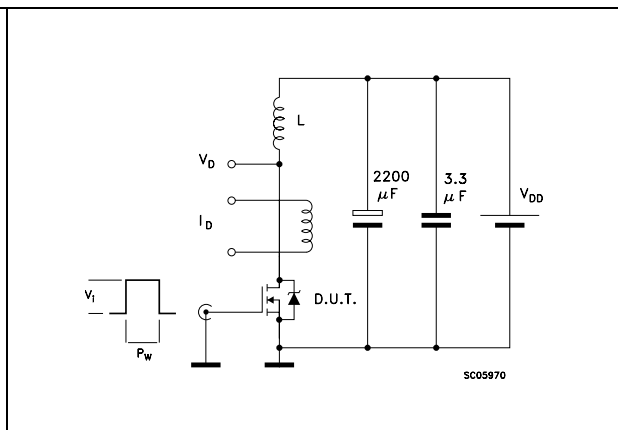 L
V_D
2200
μF
3.3
μF
V_DD
I_D
V_i
D.U.T.
P_W
SC05970